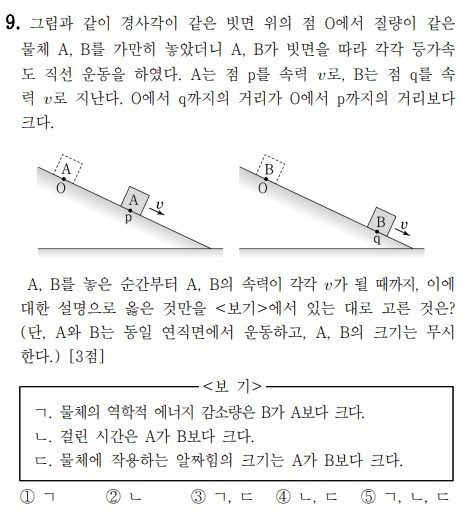 9. 그림과 같이 경사각이 같은 빗면 위의 점 O에서 질량이 같은
물체 A, B를 가만히 놓았더니 A, B가 빗면을 따라 각각 등가속
도 직선 운동을 하였다. A는 점 p를 속력 v로, B는 점 q를 속
력 v로 지난다. O에서 q까지의 거리가 O에서 p까지의 거리보다
크다.
A
O
A
v
p
B
O
B
v
q
A, B를 놓은 순간부터 A, B의 속력이 각각 v가 될 때까지, 이에
대한 설명으로 옳은 것만을 <보기>에서 있는 대로 고른 것은?
(단, A와 B는 동일 연직면에서 운동하고, A, B의 크기는 무시
한다.) [3점]
<보 기>
ㄱ. 물체의 역학적 에너지 감소량은 B가 A보다 크다.
ㄴ. 걸린 시간은 A가 B보다 크다.
ㄷ. 물체에 작용하는 알짜힘의 크기는 A가 B보다 크다.
① ㄱ ② ㄴ ③ ㄱ, ㄷ ④ ㄴ, ㄷ ⑤ ㄱ, ㄴ, ㄷ